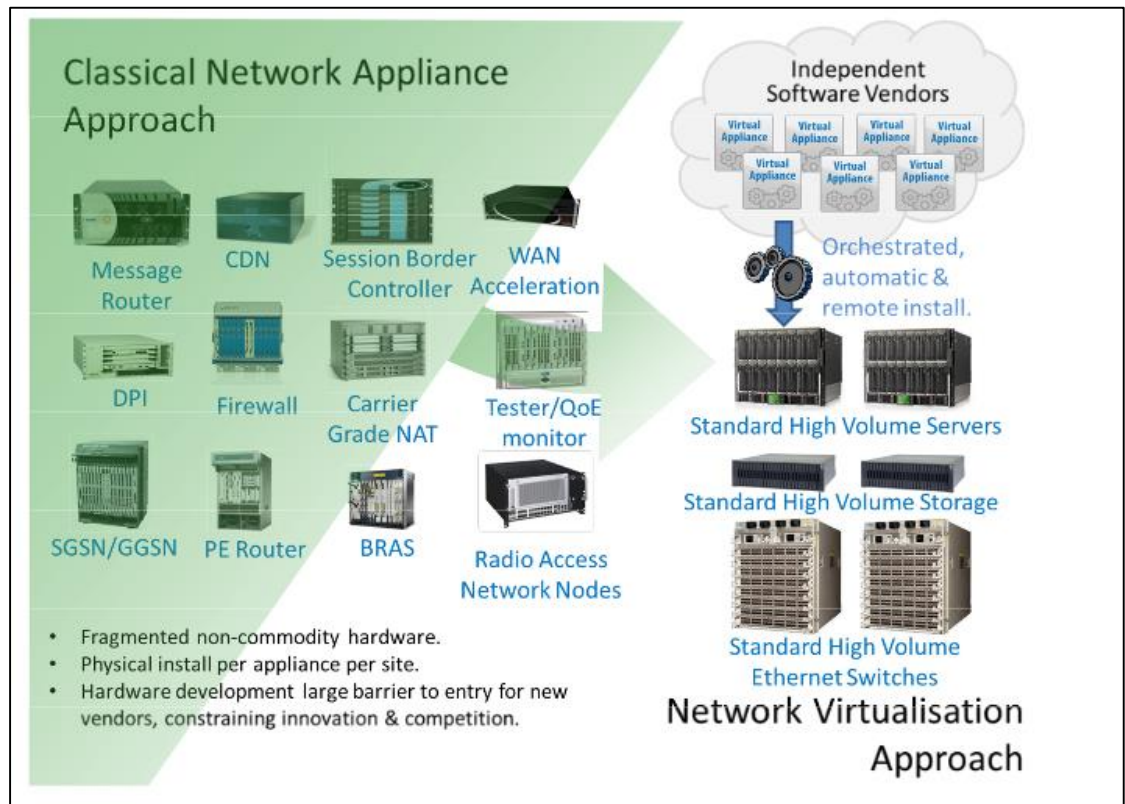 Classical Network Appliance
Approach
Message
Router
CDN
Session Border
Controller
WAN
Acceleration
DPI
Firewall
Carrier
Grade NAT
Tester/QoE
monitor
SGSN/GGSN
PE Router
BRAS
Radio Access
Network Nodes
• Fragmented non-commodity hardware.
• Physical install per appliance per site.
• Hardware development large barrier to entry for new
vendors, constraining innovation & competition.
Independent
Software Vendors
Virtual
Appliance
Virtual
Appliance
Virtual
Appliance
Virtual
Appliance
Virtual
Appliance
Virtual
Appliance
Virtual
Appliance
Orchestrated,
automatic &
remote install.
Standard High Volume Servers
Standard High Volume Storage
Standard High Volume
Ethernet Switches
Network Virtualisation
Approach